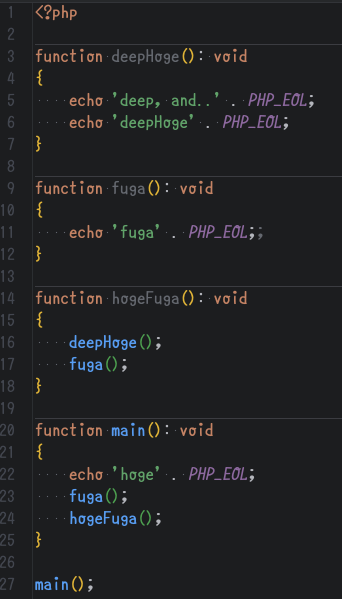 1 <?php
2
3 function deepHoge(): void
4 {
5     echo 'deep, and..' . PHP_EOL;
6     echo 'deepHoge' . PHP_EOL;
7 }
8
9 function fuga(): void
10 {
11     echo 'fuga' . PHP_EOL;;
12 }
13
14 function hogeFuga(): void
15 {
16     deepHoge();
17     fuga();
18 }
19
20 function main(): void
21 {
22     echo 'hoge' . PHP_EOL;
23     fuga();
24     hogeFuga();
25 }
26
27 main();